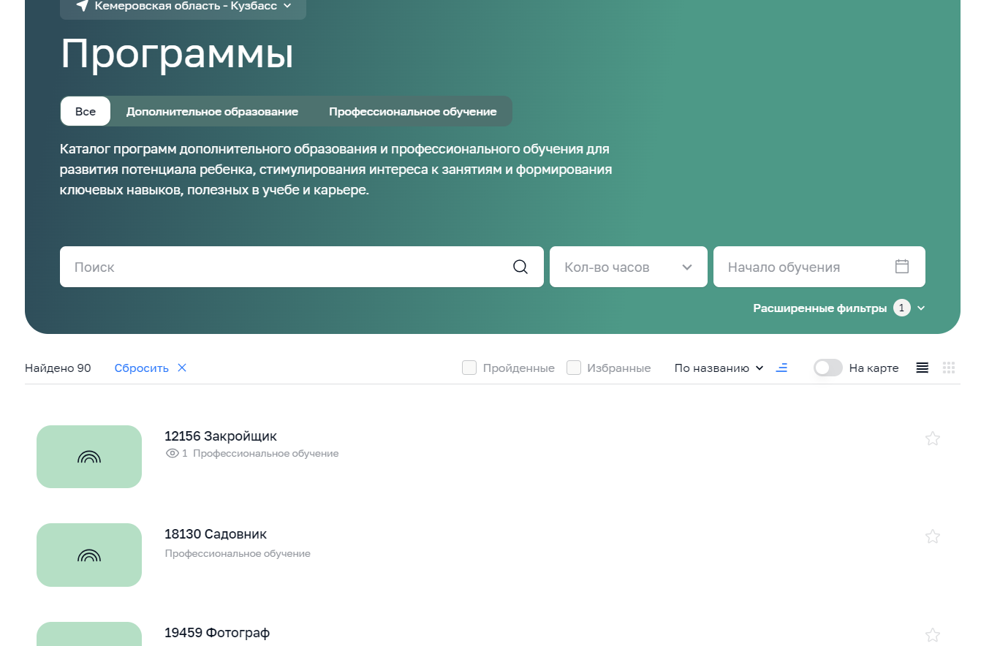 Кемеровская область - Кузбасс
Программы
Все
Дополнительное образование
Профессиональное обучение
Каталог программ дополнительного образования и профессионального обучения для
развития потенциала ребенка, стимулирования интереса к занятиям и формирования
ключевых навыков, полезных в учебе и карьере.
Поиск
Кол-во часов
Начало обучения
Расширенные фильтры 1
Найдено 90
Сбросить
Пройденные
Избранные
По названию
На карте
12156 Закройщик
1 Профессиональное обучение
18130 Садовник
Профессиональное обучение
19459 Фотограф